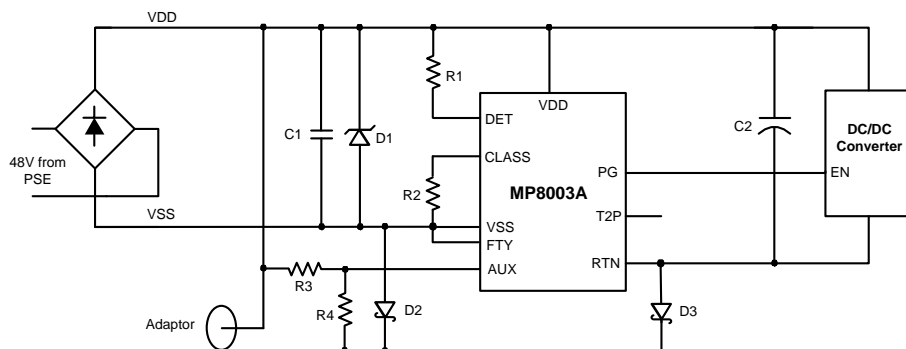 VDD
R1
VDD
DET
C1
D1
C2
DC/DC
Converter
48V from
PSE
CLASS
R2
MP8003A
PG
EN
VSS
VSS
T2P
FTY
AUX
RTN
R3
R4
D2
D3
Adaptor